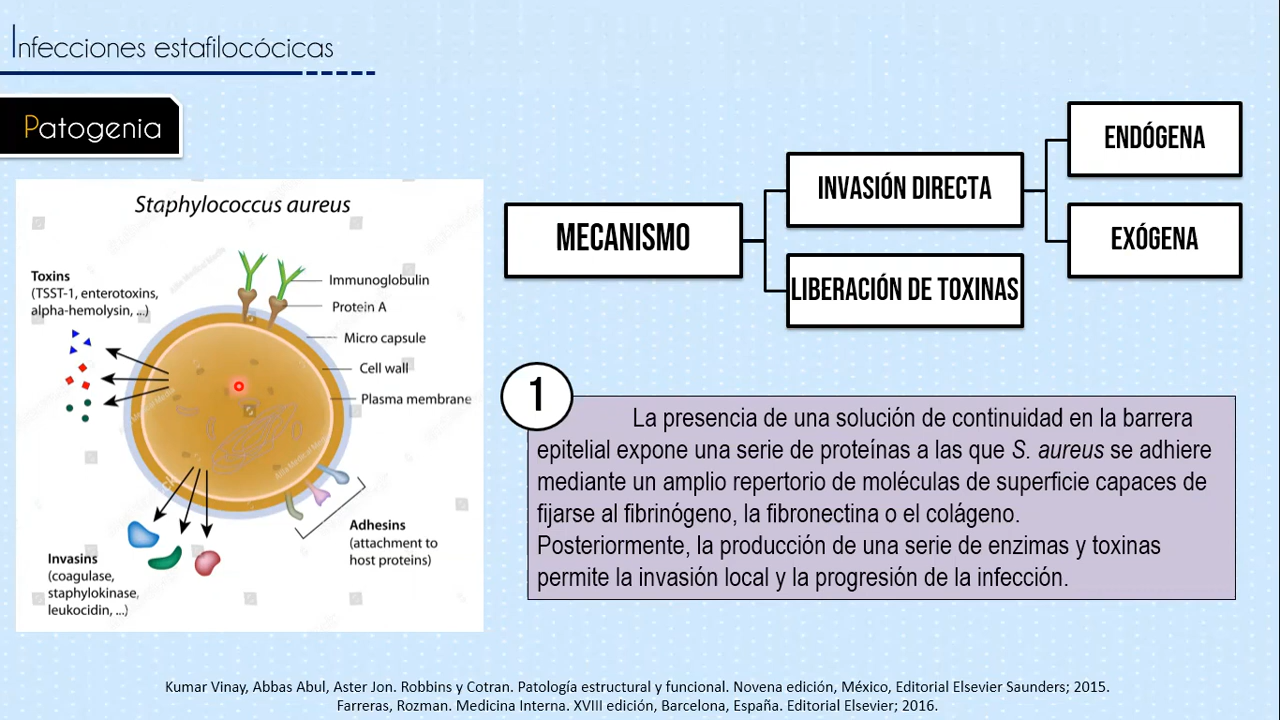 Infecciones estafilocócicas
Patogenia
Staphylococcus aureus
Toxins
(TSST-1, enterotoxins,
alpha-hemolysin, ...)
Immunoglobulin
Protein A
Micro capsule
Cell wall
Plasma membrane
Adhesins
(attachment to
host proteins)
Invasins
(coagulase,
staphylokinase,
leukocidin, ...)
MECANISMO
INVASIÓN DIRECTA
LIBERACIÓN DE TOXINAS
ENDÓGENA
EXÓGENA
1
La presencia de una solución de continuidad en la barrera
epitelial expone una serie de proteínas a las que S. aureus se adhiere
mediante un amplio repertorio de moléculas de superficie capaces de
fijarse al fibrinógeno, la fibronectina o el colágeno.
Posteriormente, la producción de una serie de enzimas y toxinas
permite la invasión local y la progresión de la infección.
Kumar Vinay, Abbas Abul, Aster Jon. Robbins y Cotran. Patología estructural y funcional. Novena edición, México, Editorial Elsevier Saunders; 2015.
Farreras, Rozman. Medicina Interna. XVIII edición, Barcelona, España. Editorial Elsevier; 2016.